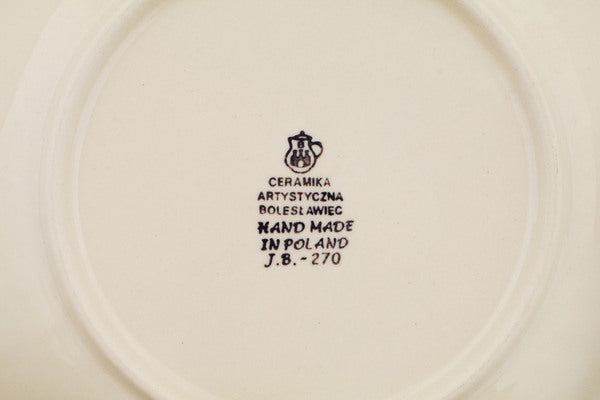 CERAMIKA
ARTYSTYCZNA
BOLESŁAWIEC
HAND MADE
IN POLAND
J.B.-270